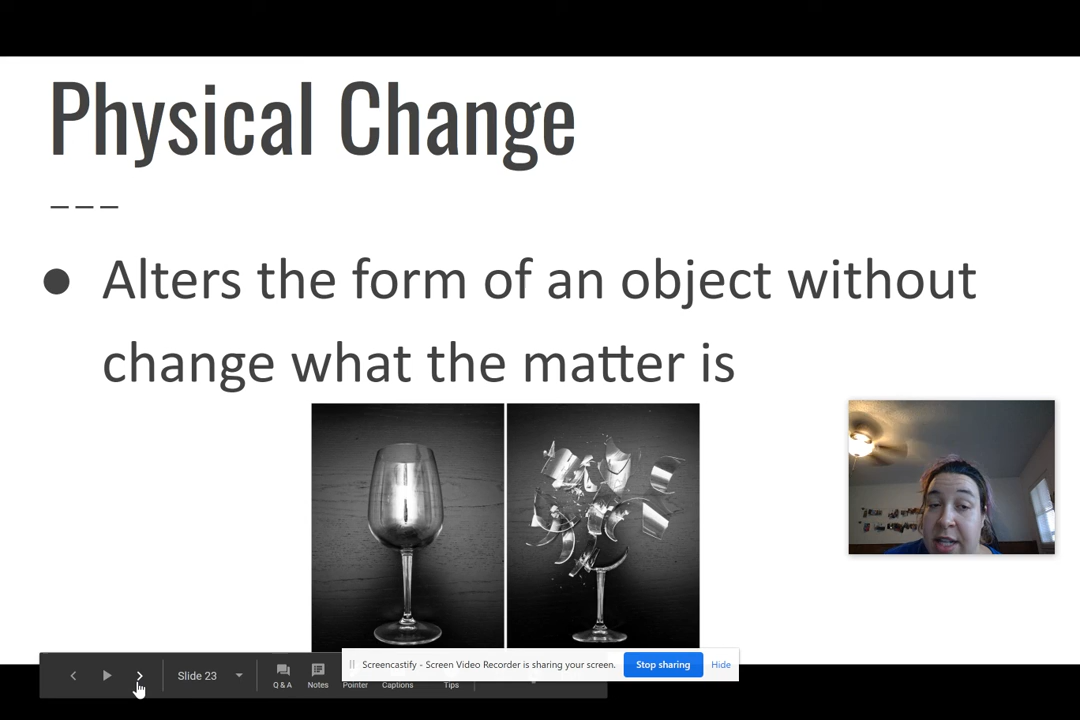 Physical Change
___
● Alters the form of an object without
change what the matter is
Slide 23
Q & A
Notes
Pointer
Captions
Tips
Screencastify - Screen Video Recorder is sharing your screen.
Stop sharing
Hide